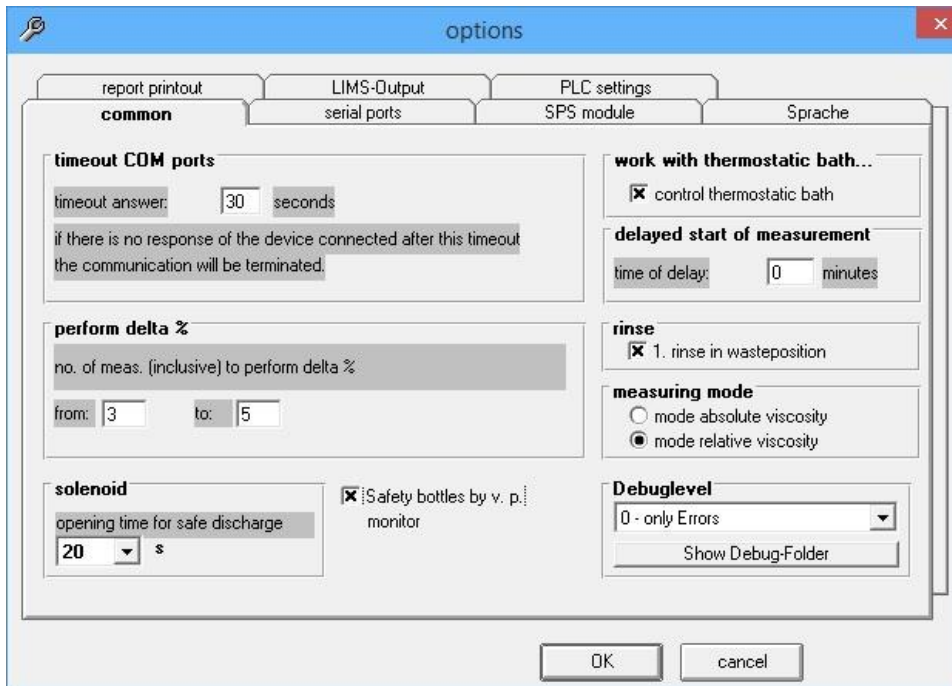 options
report printout
LIMS-Output
PLC settings
common
serial ports
SPS module
Sprache
timeout COM ports
timeout answer: 30 seconds
if there is no response of the device connected after this timeout
the communication will be terminated.
work with thermostatic bath...
control thermostatic bath
delayed start of measurement
time of delay: 0 minutes
perform delta %
no. of meas. (inclusive) to perform delta %
from: 3 to: 5
rinse
1. rinse in wasteposition
measuring mode
mode absolute viscosity
mode relative viscosity
solenoid
opening time for safe discharge
20 s
Safety bottles by v. p.
monitor
Debuglevel
0 - only Errors
Show Debug-Folder
OK
cancel